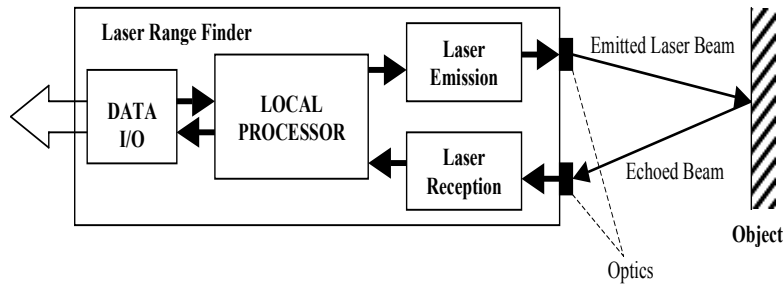 Laser Range Finder
DATA
I/O
LOCAL
PROCESSOR
Laser
Emission
Laser
Reception
Emitted Laser Beam
Echoed Beam
Object
Optics